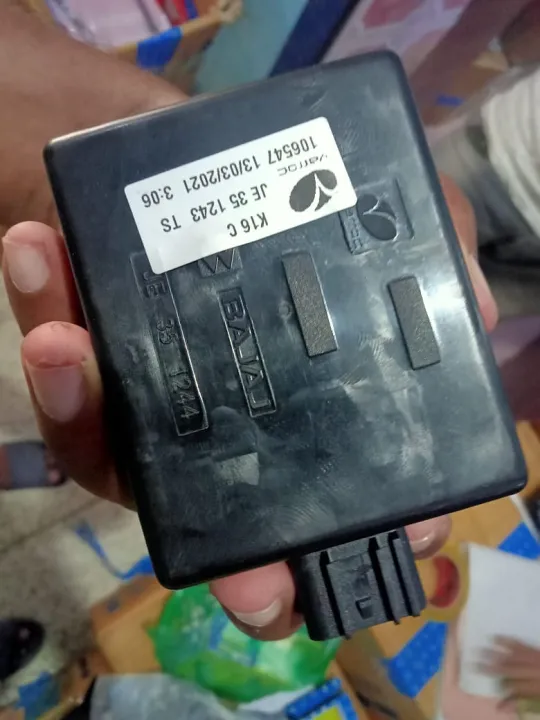 K16 C
JE 35 1243 TS
106547 13/03/2021 3:06
varroc
JE 35 1244
BAJAJ